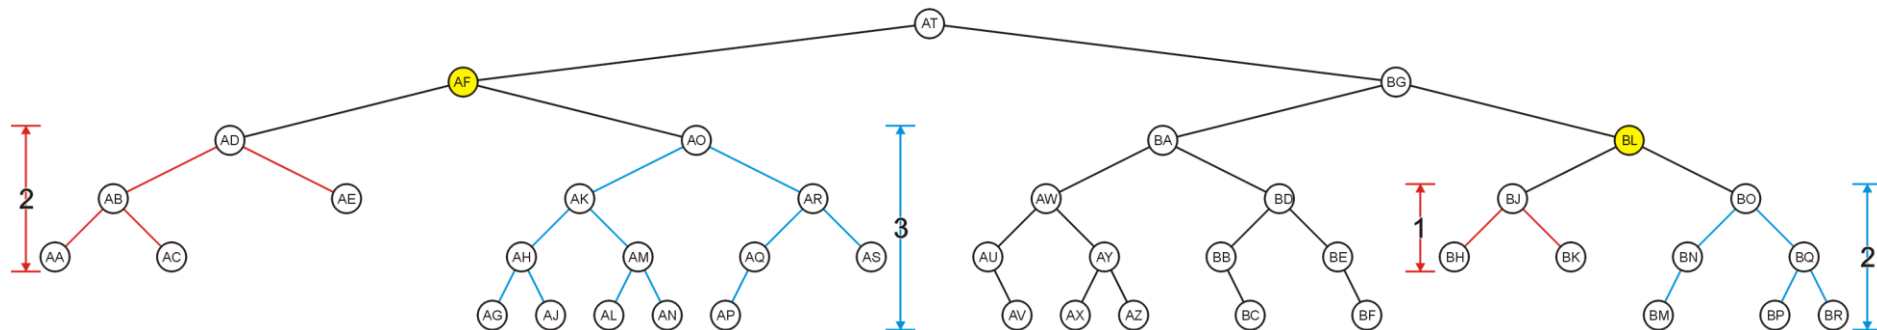 AT
AF BG
AD AO BA BL
2 AB AE AK AR 3 AW BD 1 BJ BO
AA AC AH AM AQ AS AU AY BB BE BH BK BN BQ 2
AG AJ AL AN AP AV AX AZ BC BF BM BP BR